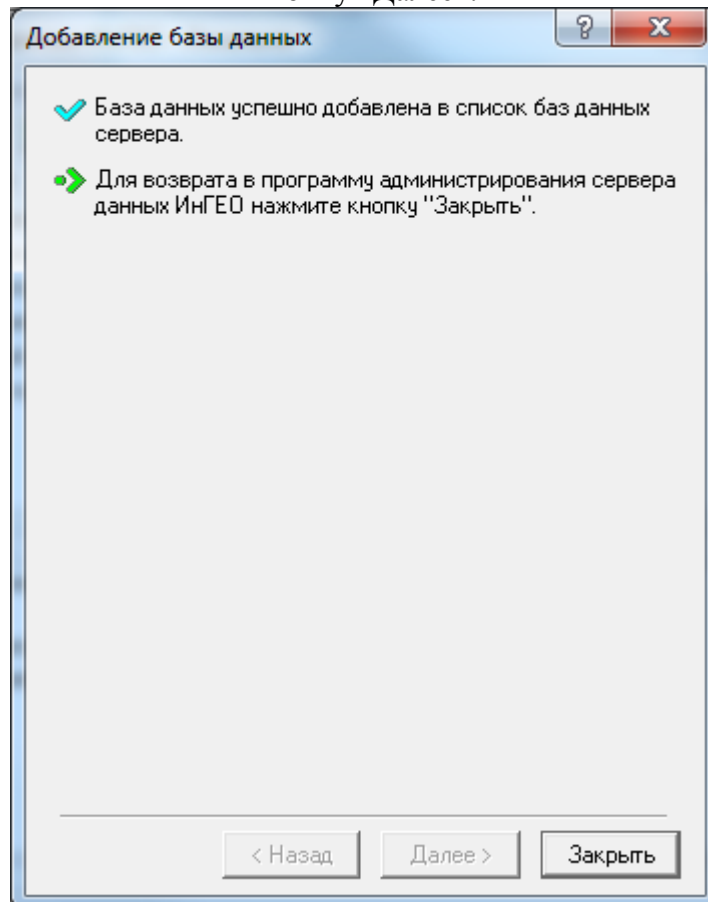 Далее
Добавление базы данных
?
База данных успешно добавлена в список баз данных
сервера.
Для возврата в программу администрирования сервера
данных ИнГЕО нажмите кнопку "Закрыть".
< Назад
Далее >
Закрыть